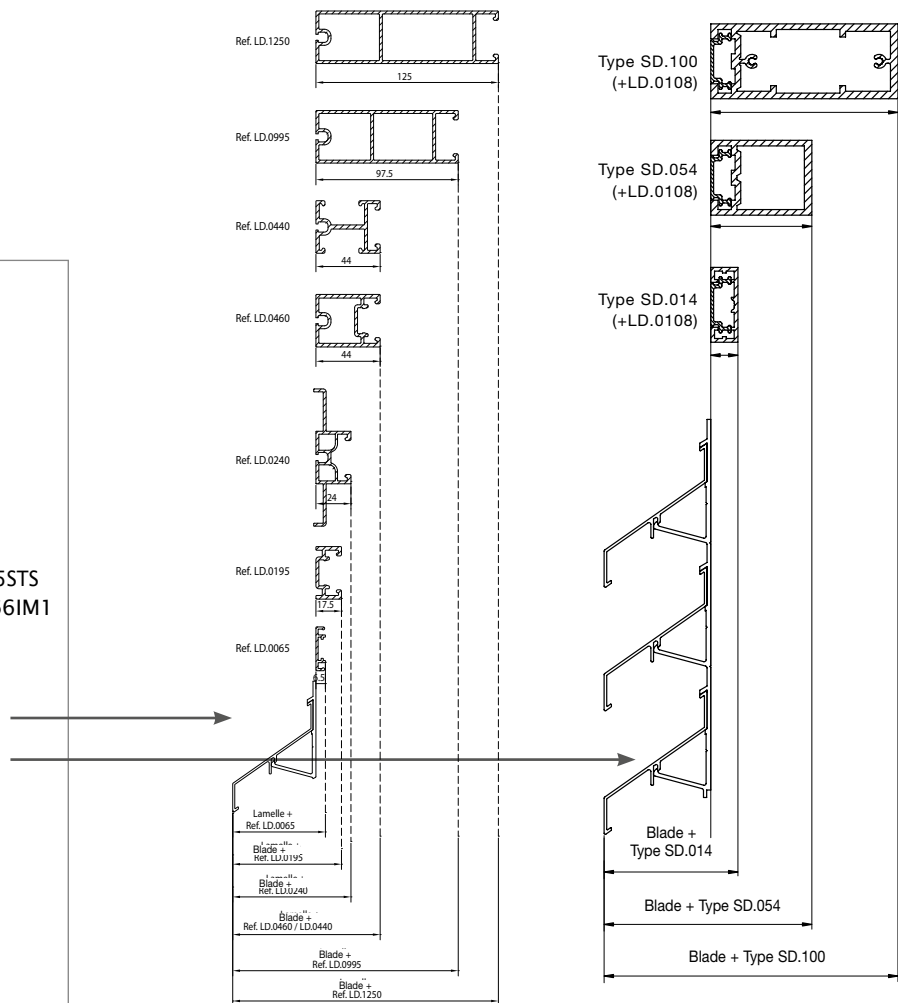 Ref. LD.1250
125
Ref. LD.0995
97.5
Ref. LD.0440
44
Ref. LD.0460
44
Ref. LD.0240
24
Ref. LD.0195
17.5
Ref. LD.0065
6.5
5STS
56IM1
Lamelle +
Ref. LD.0065
Blade +
Ref. LD.0195
Blade +
Ref. LD.0240
Blade +
Ref. LD.0460 / LD.0440
Blade +
Ref. LD.0995
Blade +
Ref. LD.1250
Type SD.100
(+LD.0108)
Type SD.054
(+LD.0108)
Type SD.014
(+LD.0108)
Blade +
Type SD.014
Blade + Type SD.054
Blade + Type SD.100